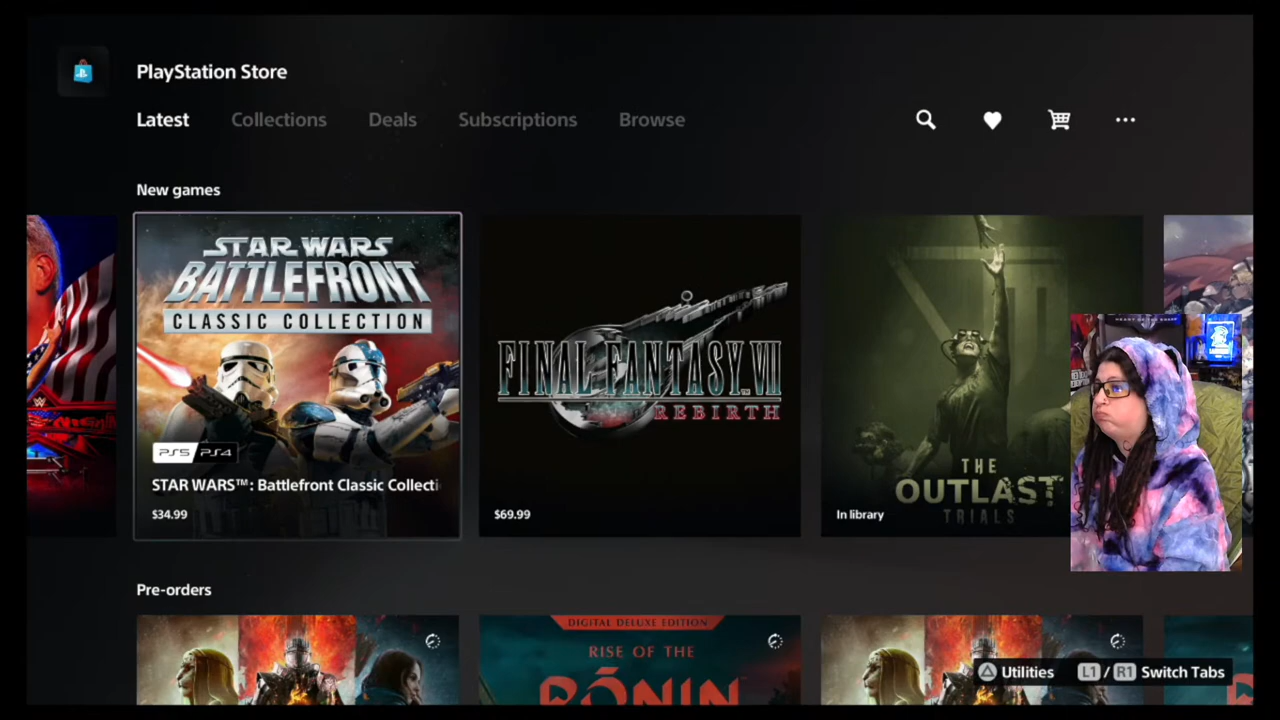 PlayStation Store
Latest Collections Deals Subscriptions Browse
New games
STAR WARS
BATTLEFRONT
CLASSIC COLLECTION
PS5 PS4
STAR WARS™: Battlefront Classic Collecti
$34.99
FINAL FANTASY VII
REBIRTH
$69.99
THE
OUTLAST
TRIALS
In library
Pre-orders
DIGITAL DELUXE EDITION
RISE OF THE
RŌNIN
Utilities L1 / R1 Switch Tabs